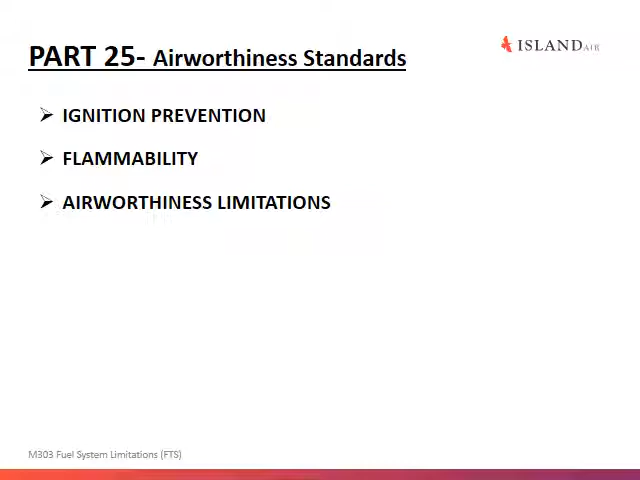 PART 25- Airworthiness Standards
ISLAND AIR
➢ IGNITION PREVENTION
➢ FLAMMABILITY
➢ AIRWORTHINESS LIMITATIONS
M303 Fuel System Limitations (FTS)